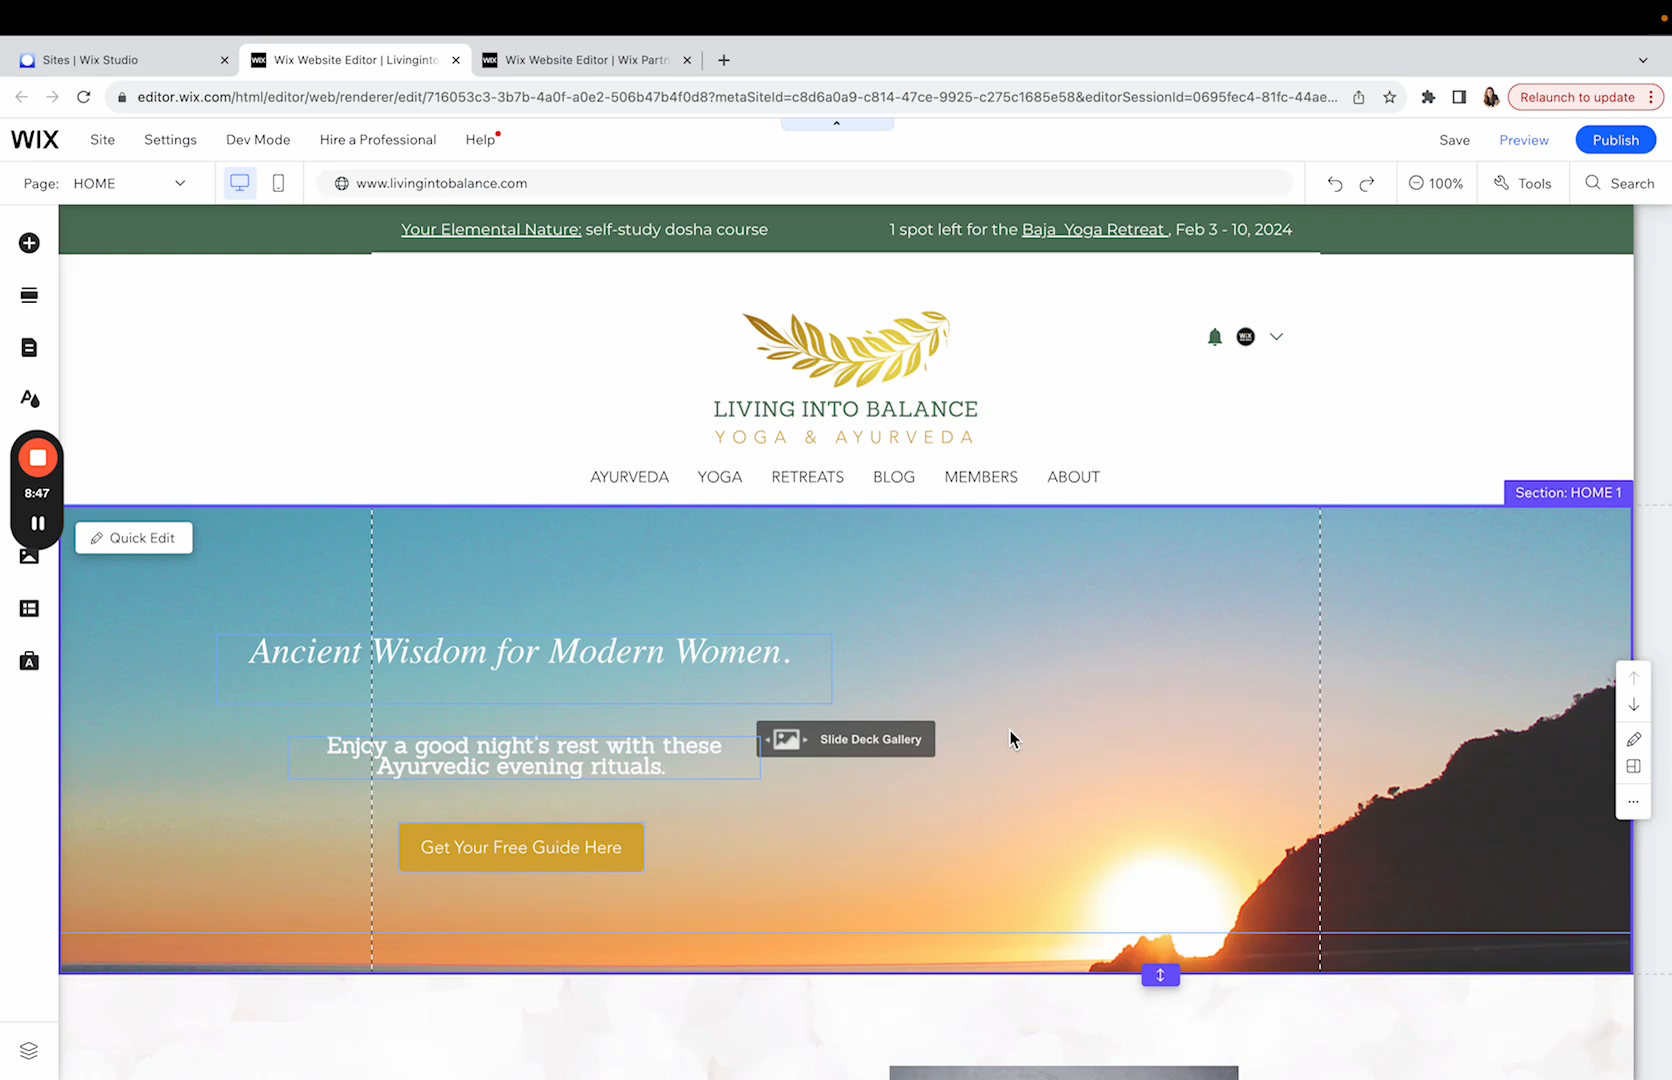 Sites | Wix Studio
Wix Website Editor | Livinginto
Wix Website Editor | Wix Partn
editor.wix.com/html/editor/web/renderer/edit/716053c3-3b7b-4a0f-a0e2-506b47b4f0d8?metaSiteId=c8d6a0a9-c814-47ce-9925-c275c1685e58&editorSessionId=0695fec4-81fc-44ae...
Relaunch to update
WIX
Site
Settings
Dev Mode
Hire a Professional
Help
Save
Preview
Publish
Page: HOME
www.livingintobalance.com
100%
Tools
Search
Your Elemental Nature: self-study dosha course
1 spot left for the Baja Yoga Retreat , Feb 3 - 10, 2024
WIX
LIVING INTO BALANCE
YOGA & AYURVEDA
AYURVEDA YOGA RETREATS BLOG MEMBERS ABOUT
8:47
Section: HOME 1
Quick Edit
Ancient Wisdom for Modern Women.
Enjoy a good night's rest with these
Ayurvedic evening rituals.
Slide Deck Gallery
Get Your Free Guide Here